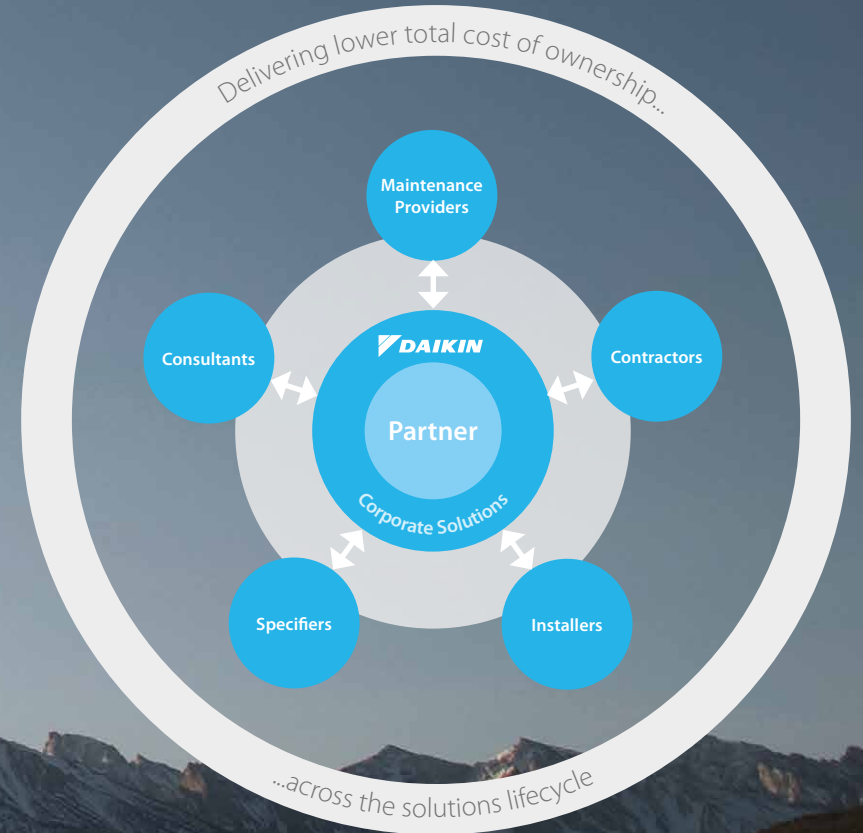 Delivering lower total cost of ownership...
Maintenance
Providers
Consultants
Contractors
DAIKIN
Partner
Corporate Solutions
Specifiers
Installers
...across the solutions lifecycle